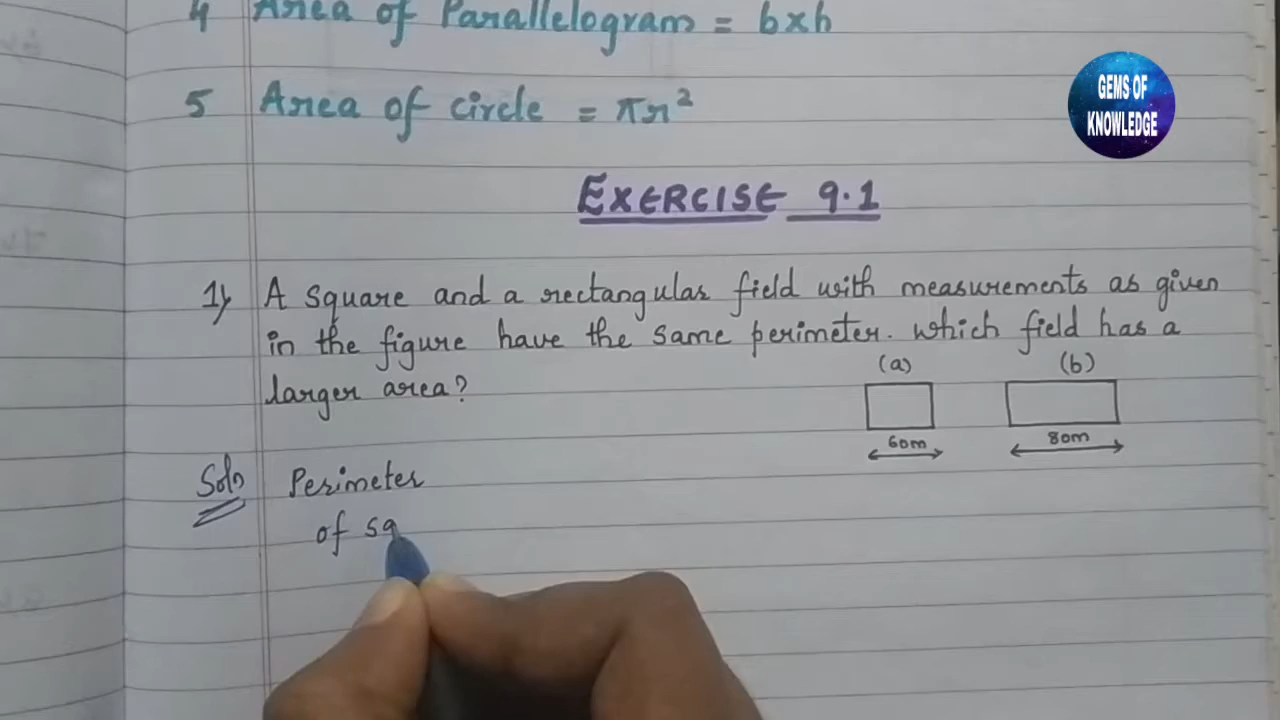 4 Area of Parallelogram = b×h
GEMS OF
KNOWLEDGE
5 Area of circle = πr²
EXERCISE 9.1
1) A square and a rectangular field with measurements as given
in the figure have the same perimeter. Which field has a
larger area?
(a) (b)
60m 80m
Soln Perimeter
of sq